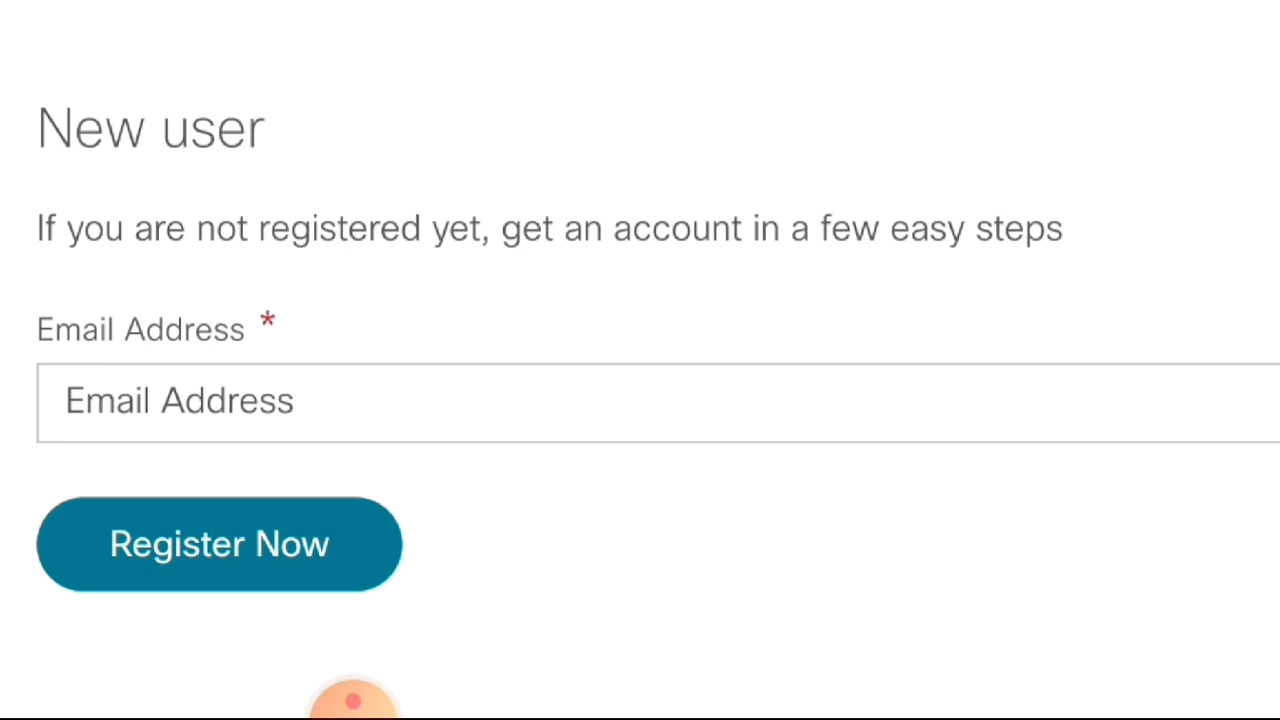 New user
If you are not registered yet, get an account in a few easy steps
Email Address *
Email Address
Register Now